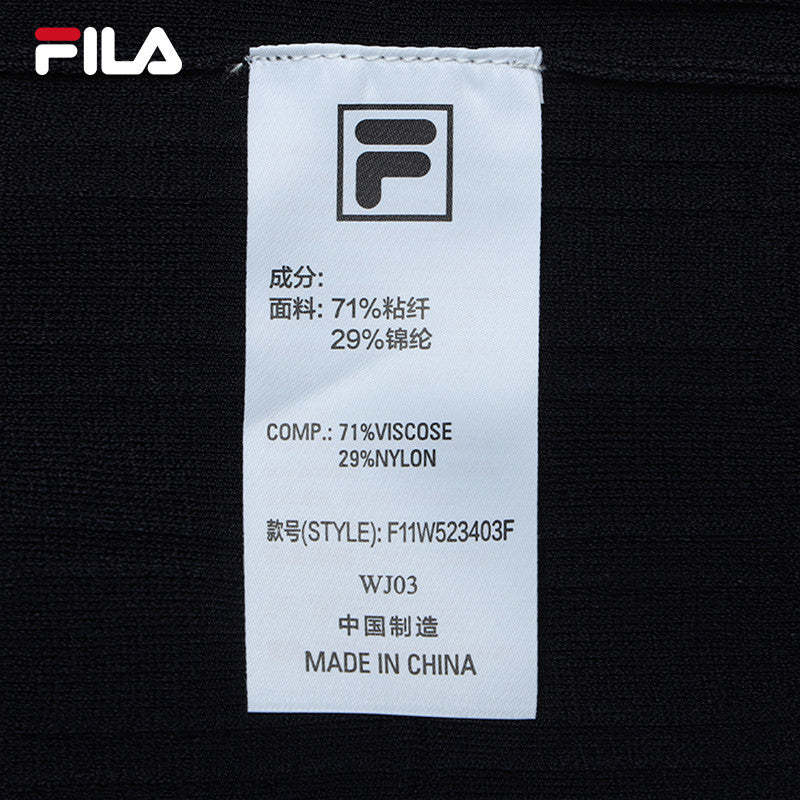 FILA
F
成分:
面料: 71%粘纤
29%锦纶
COMP.: 71%VISCOSE
29%NYLON
款号(STYLE): F11W523403F
WJ03
中国制造
MADE IN CHINA